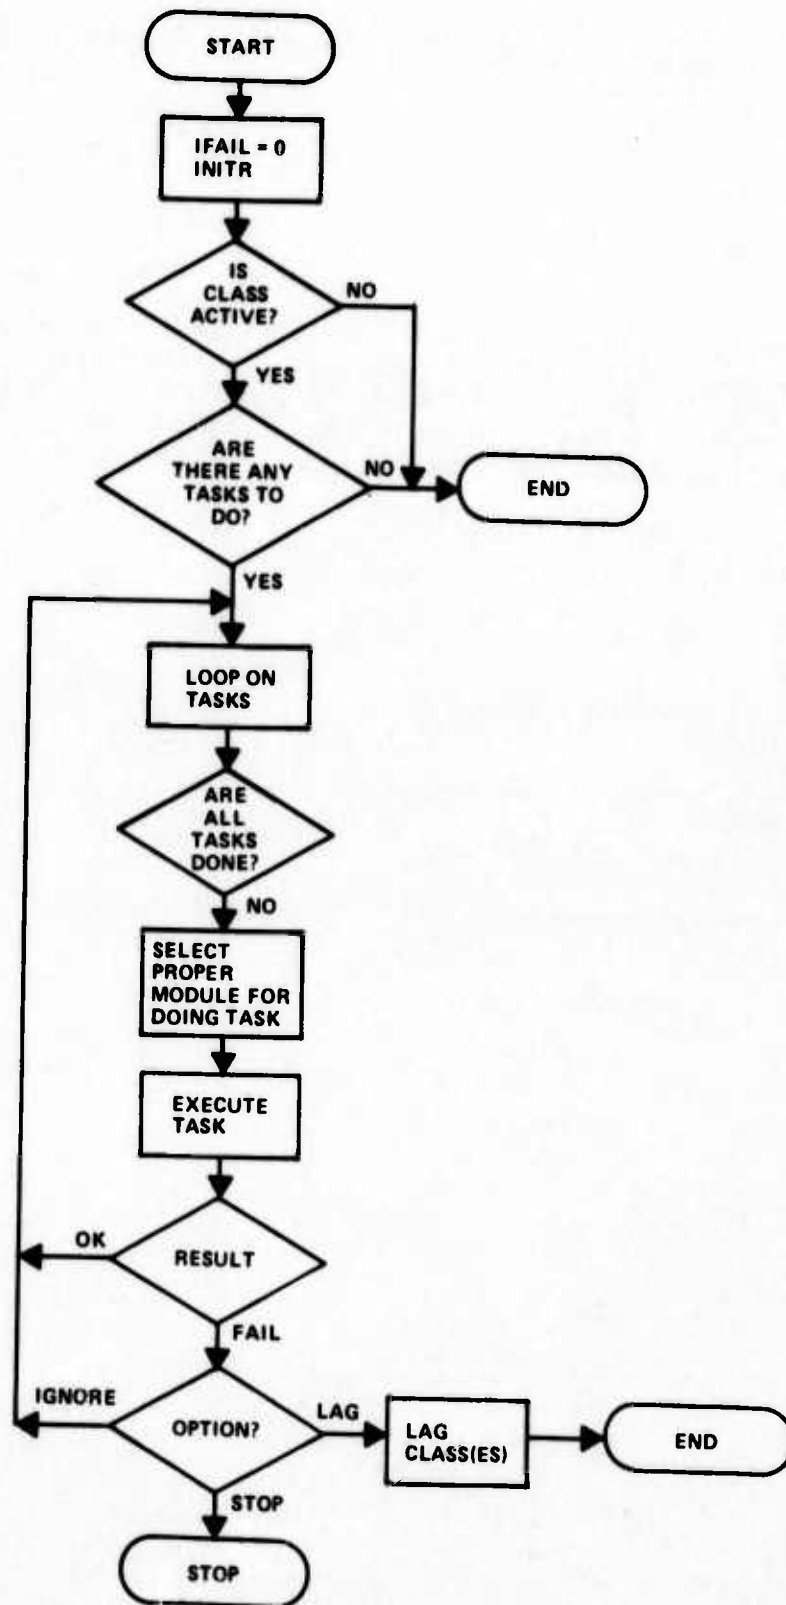 START
IFAIL = 0
INITR
IS
CLASS
ACTIVE?
NO
YES
ARE
THERE ANY
TASKS TO
DO?
NO
END
YES
LOOP ON
TASKS
ARE
ALL
TASKS
DONE?
NO
SELECT
PROPER
MODULE FOR
DOING TASK
EXECUTE
TASK
OK
RESULT
FAIL
IGNORE
OPTION?
LAG
LAG
CLASS(ES)
END
STOP
STOP